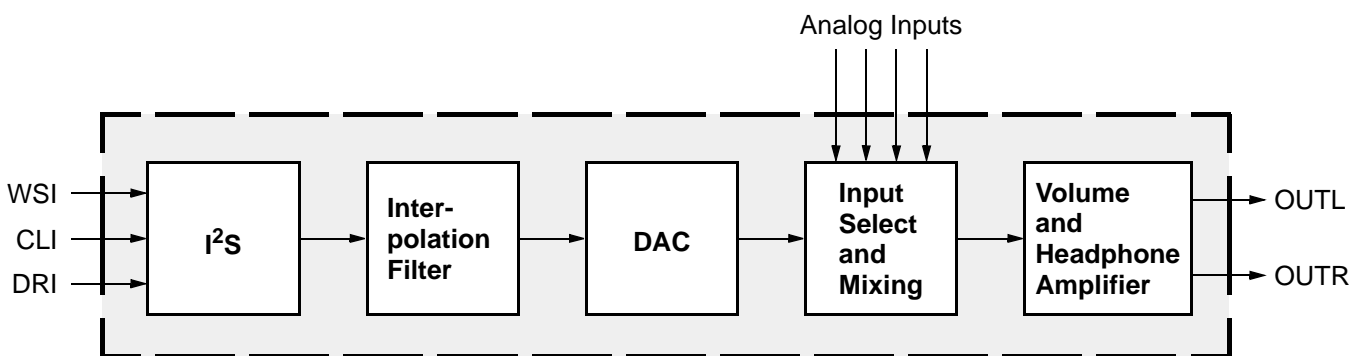 Analog Inputs
WSI
CLI
DRI
I²S
Inter-
polation
Filter
DAC
Input
Select
and
Mixing
Volume
and
Headphone
Amplifier
OUTL
OUTR